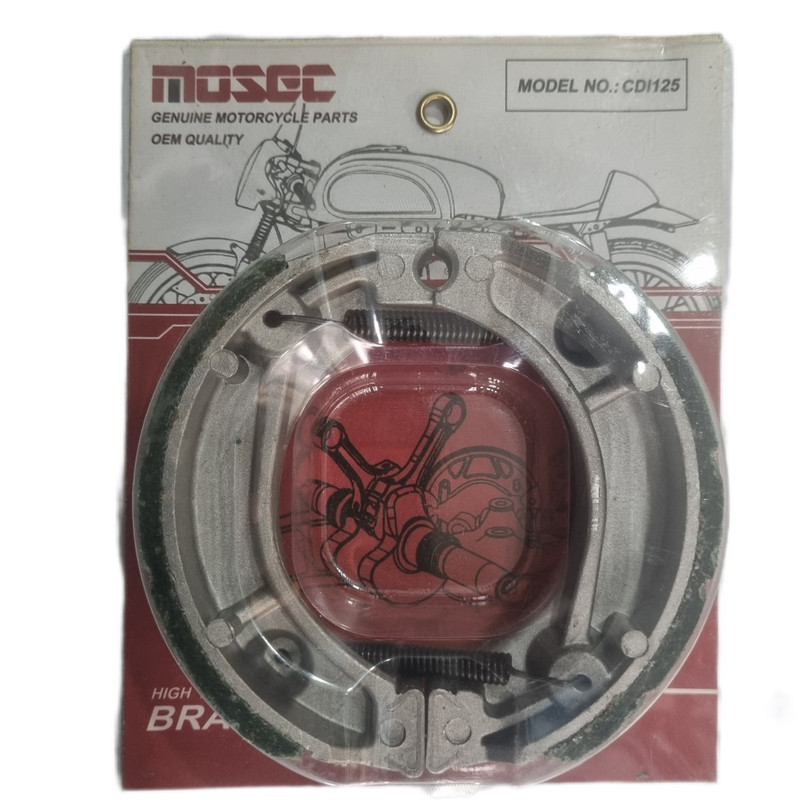 MOSEC
GENUINE MOTORCYCLE PARTS
OEM QUALITY
MODEL NO.: CDI125
HIGH
BRA